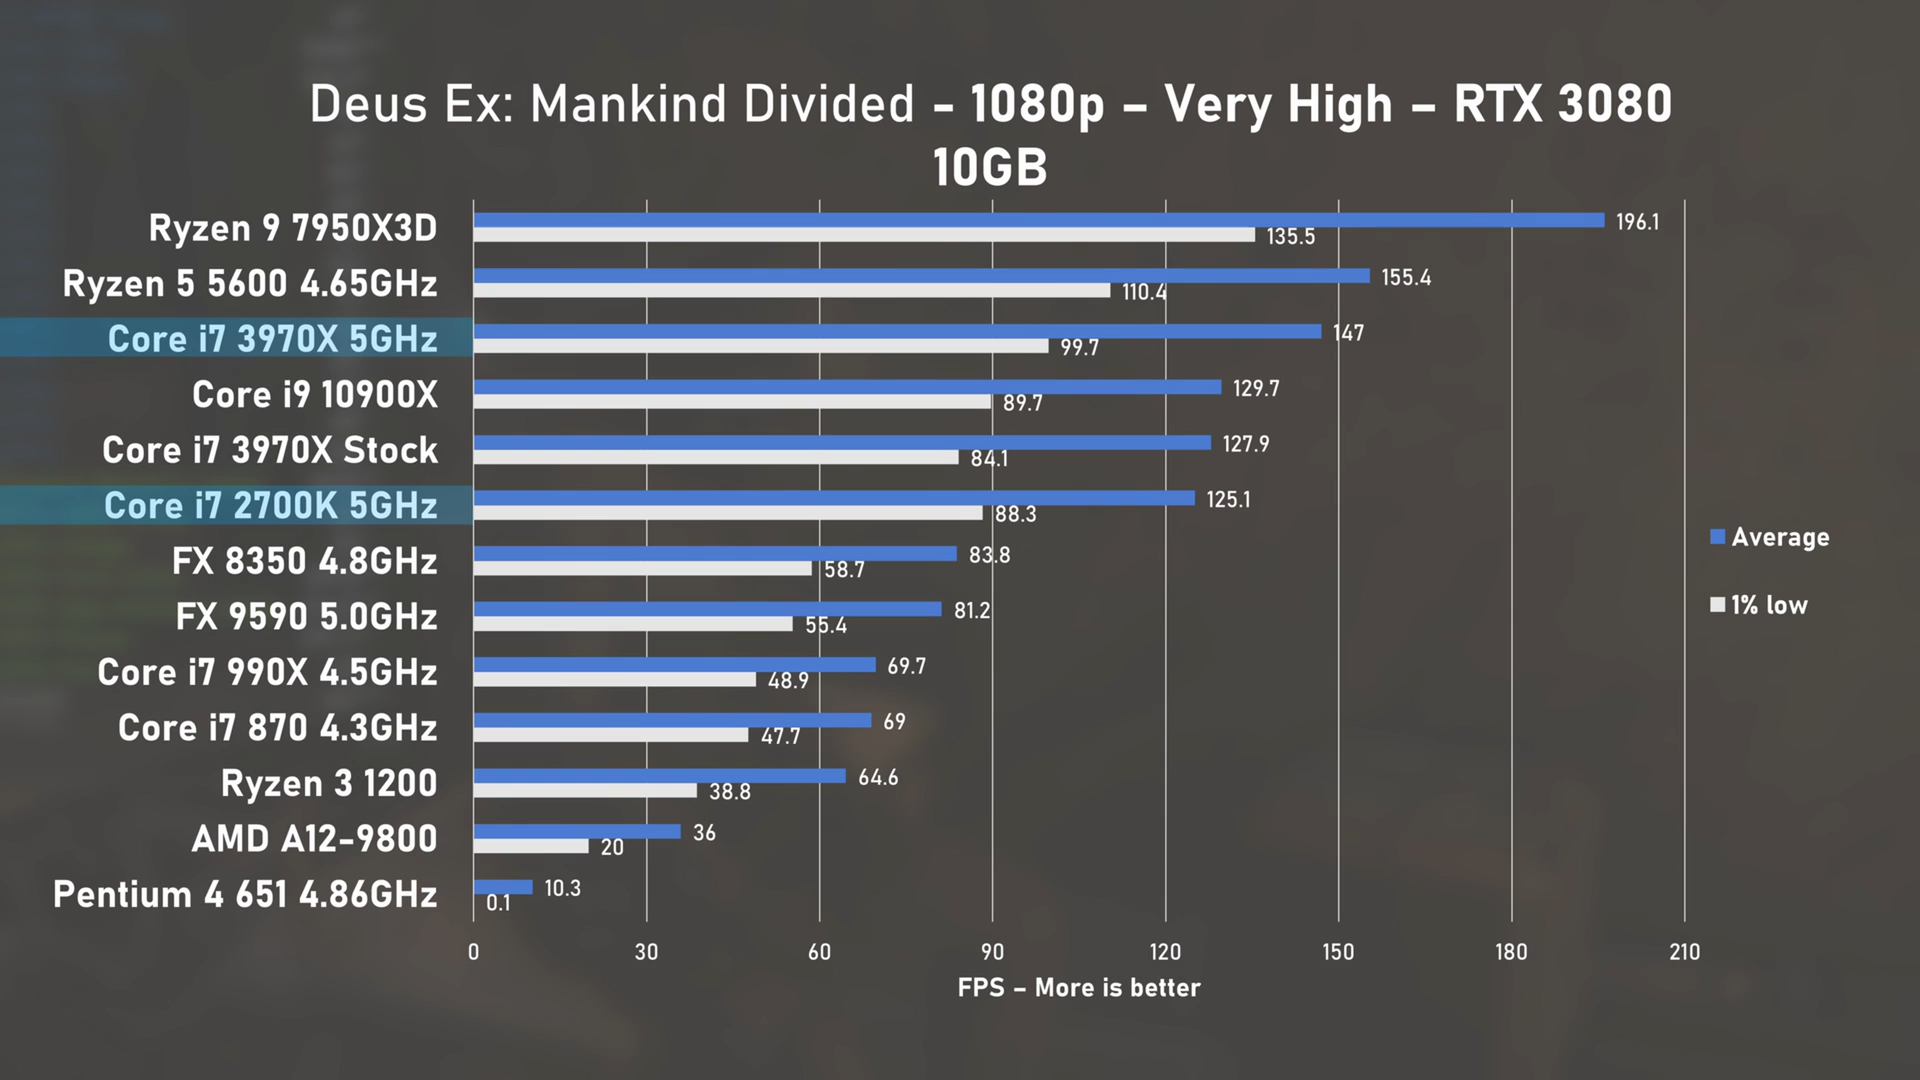 Deus Ex: Mankind Divided - 1080p – Very High – RTX 3080
10GB
Ryzen 9 7950X3D 196.1
135.5
Ryzen 5 5600 4.65GHz 155.4
110.4
Core i7 3970X 5GHz 147
99.7
Core i9 10900X 129.7
89.7
Core i7 3970X Stock 127.9
84.1
Core i7 2700K 5GHz 125.1
88.3
FX 8350 4.8GHz 83.8
58.7
FX 9590 5.0GHz 81.2
55.4
Core i7 990X 4.5GHz 69.7
48.9
Core i7 870 4.3GHz 69
47.7
Ryzen 3 1200 64.6
38.8
AMD A12-9800 36
20
Pentium 4 651 4.86GHz 10.3
0.1
0 30 60 90 120 150 180 210
FPS – More is better
Average
1% low